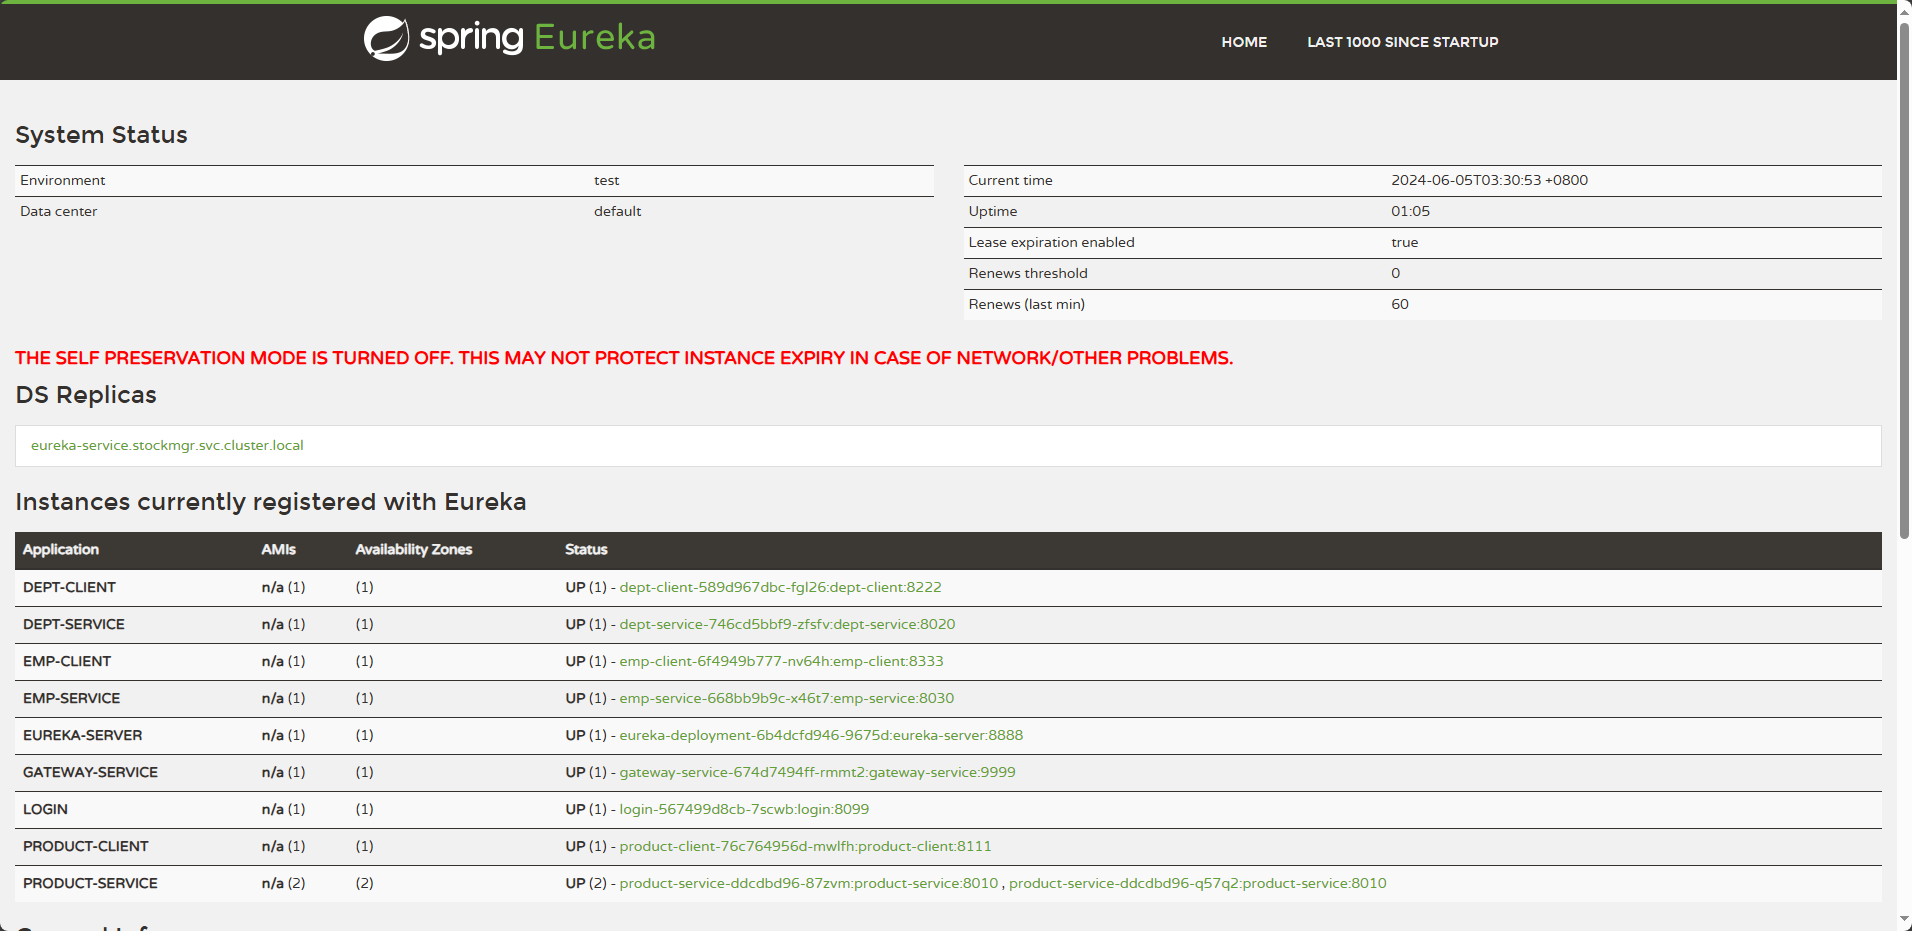 spring Eureka
HOME LAST 1000 SINCE STARTUP
System Status
Environment test
Data center default
Current time 2024-06-05T03:30:53 +0800
Uptime 01:05
Lease expiration enabled true
Renews threshold 0
Renews (last min) 60
THE SELF PRESERVATION MODE IS TURNED OFF. THIS MAY NOT PROTECT INSTANCE EXPIRY IN CASE OF NETWORK/OTHER PROBLEMS.
DS Replicas
eureka-service.stockmgr.svc.cluster.local
Instances currently registered with Eureka
Application AMIs Availability Zones Status
DEPT-CLIENT n/a (1) (1) UP (1) - dept-client-589d967dbc-fgl26:dept-client:8222
DEPT-SERVICE n/a (1) (1) UP (1) - dept-service-746cd5bbf9-zfsfv:dept-service:8020
EMP-CLIENT n/a (1) (1) UP (1) - emp-client-6f4949b777-nv64h:emp-client:8333
EMP-SERVICE n/a (1) (1) UP (1) - emp-service-668bb9b9c-x46t7:emp-service:8030
EUREKA-SERVER n/a (1) (1) UP (1) - eureka-deployment-6b4dcfd946-9675d:eureka-server:8888
GATEWAY-SERVICE n/a (1) (1) UP (1) - gateway-service-674d7494ff-rmmt2:gateway-service:9999
LOGIN n/a (1) (1) UP (1) - login-567499d8cb-7scwb:login:8099
PRODUCT-CLIENT n/a (1) (1) UP (1) - product-client-76c764956d-mwlfh:product-client:8111
PRODUCT-SERVICE n/a (2) (2) UP (2) - product-service-ddcdbd96-87zvm:product-service:8010 , product-service-ddcdbd96-q57q2:product-service:8010